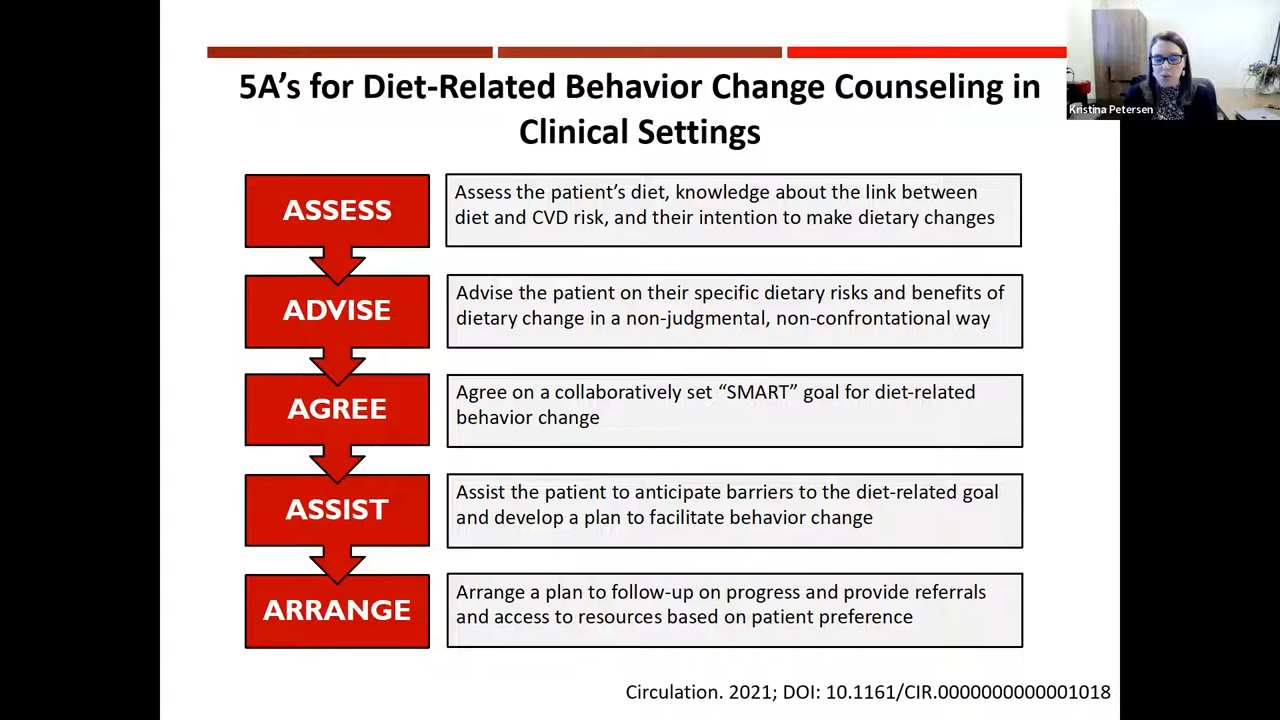 5A’s for Diet-Related Behavior Change Counseling in
Clinical Settings
Kristina Petersen
ASSESS
Assess the patient’s diet, knowledge about the link between
diet and CVD risk, and their intention to make dietary changes
ADVISE
Advise the patient on their specific dietary risks and benefits of
dietary change in a non-judgmental, non-confrontational way
AGREE
Agree on a collaboratively set “SMART” goal for diet-related
behavior change
ASSIST
Assist the patient to anticipate barriers to the diet-related goal
and develop a plan to facilitate behavior change
ARRANGE
Arrange a plan to follow-up on progress and provide referrals
and access to resources based on patient preference
Circulation. 2021; DOI: 10.1161/CIR.0000000000001018